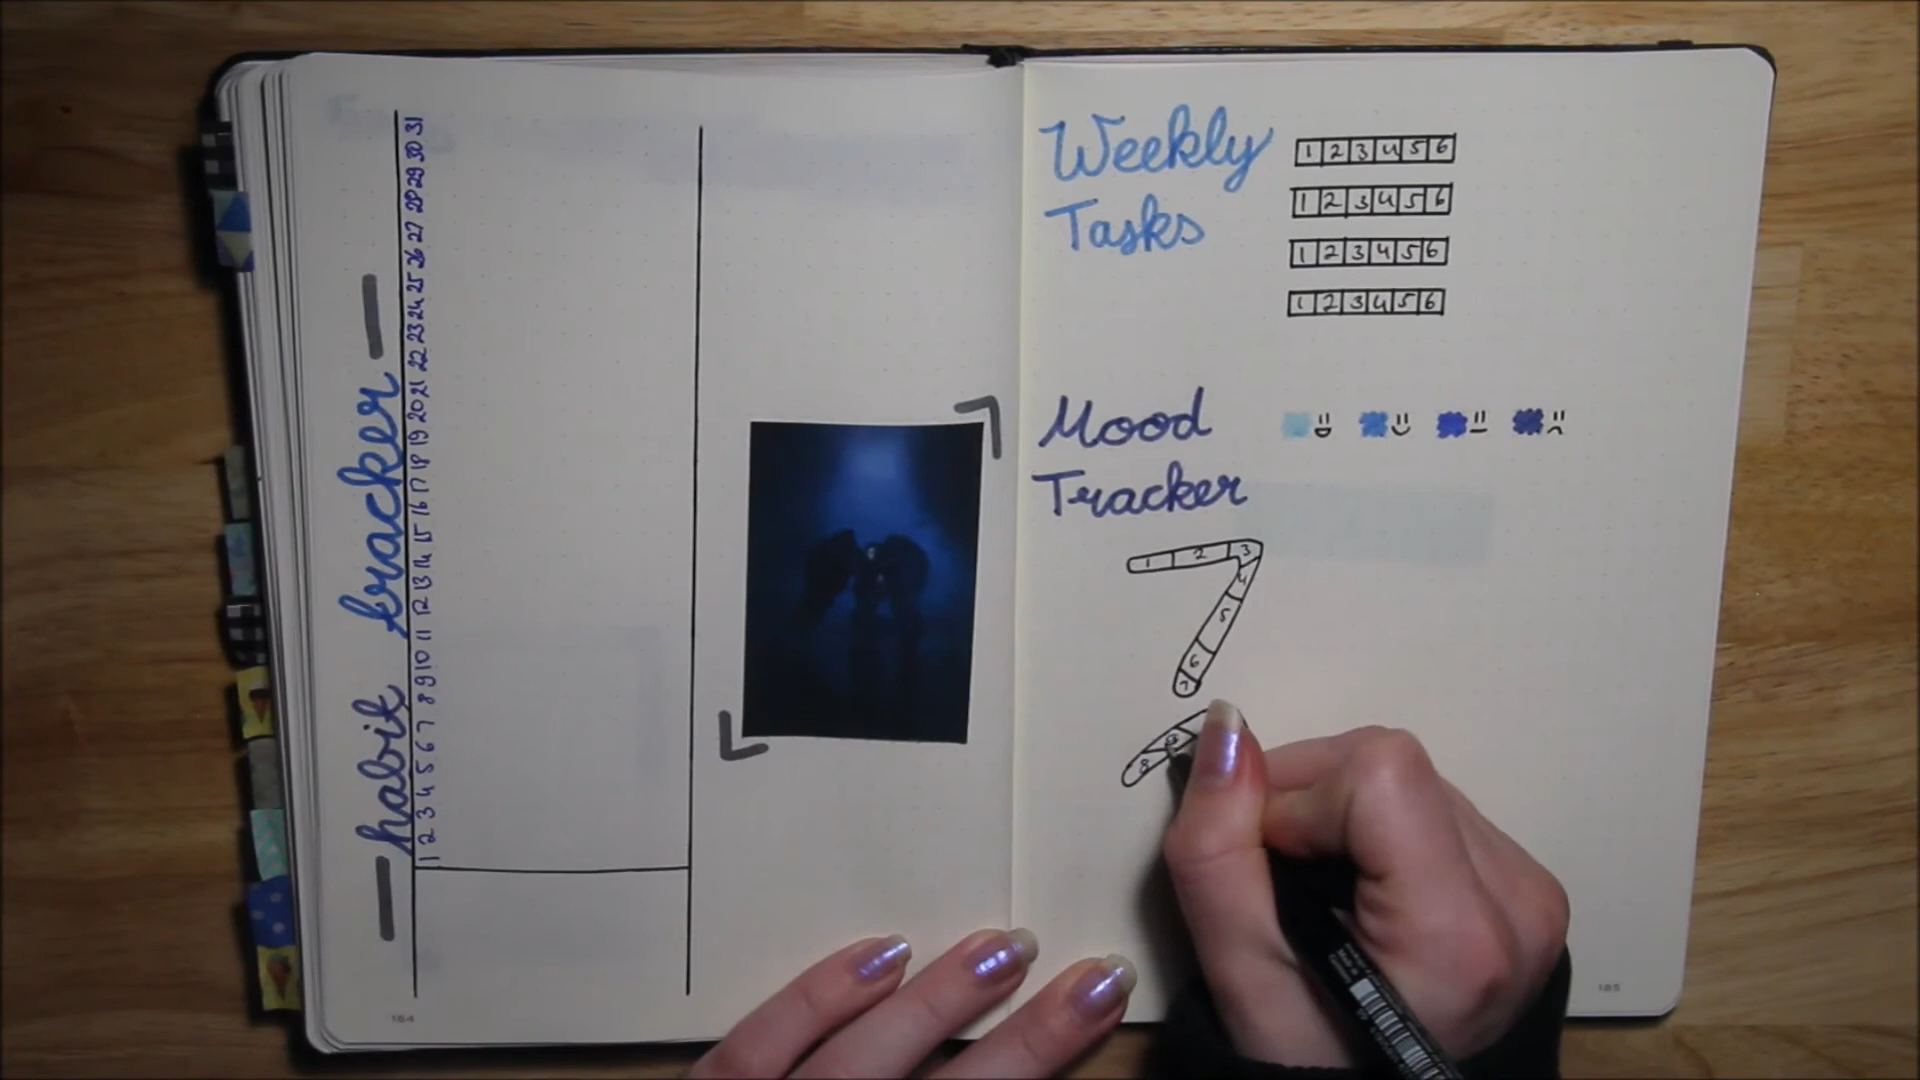 habit tracker
1 2 3 4 5 6 7 8 9 10 11 12 13 14 15 16 17 18 19 20 21 22 23 24 25 26 27 28 29 30 31
184
Weekly
Tasks
1 2 3 4 5 6
1 2 3 4 5 6
1 2 3 4 5 6
1 2 3 4 5 6
Mood
Tracker
1 2 3
4
5
6
7
8
185